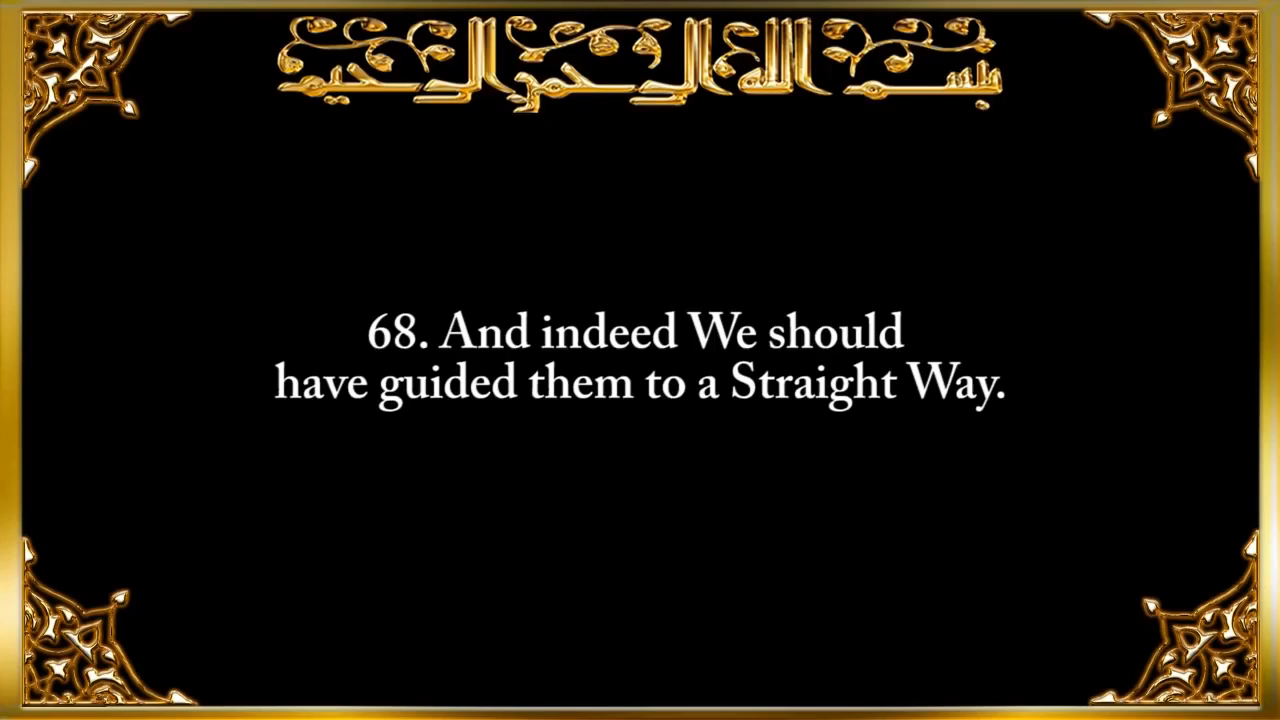 بسم الله الرحمن الرحيم
68. And indeed We should
have guided them to a Straight Way.